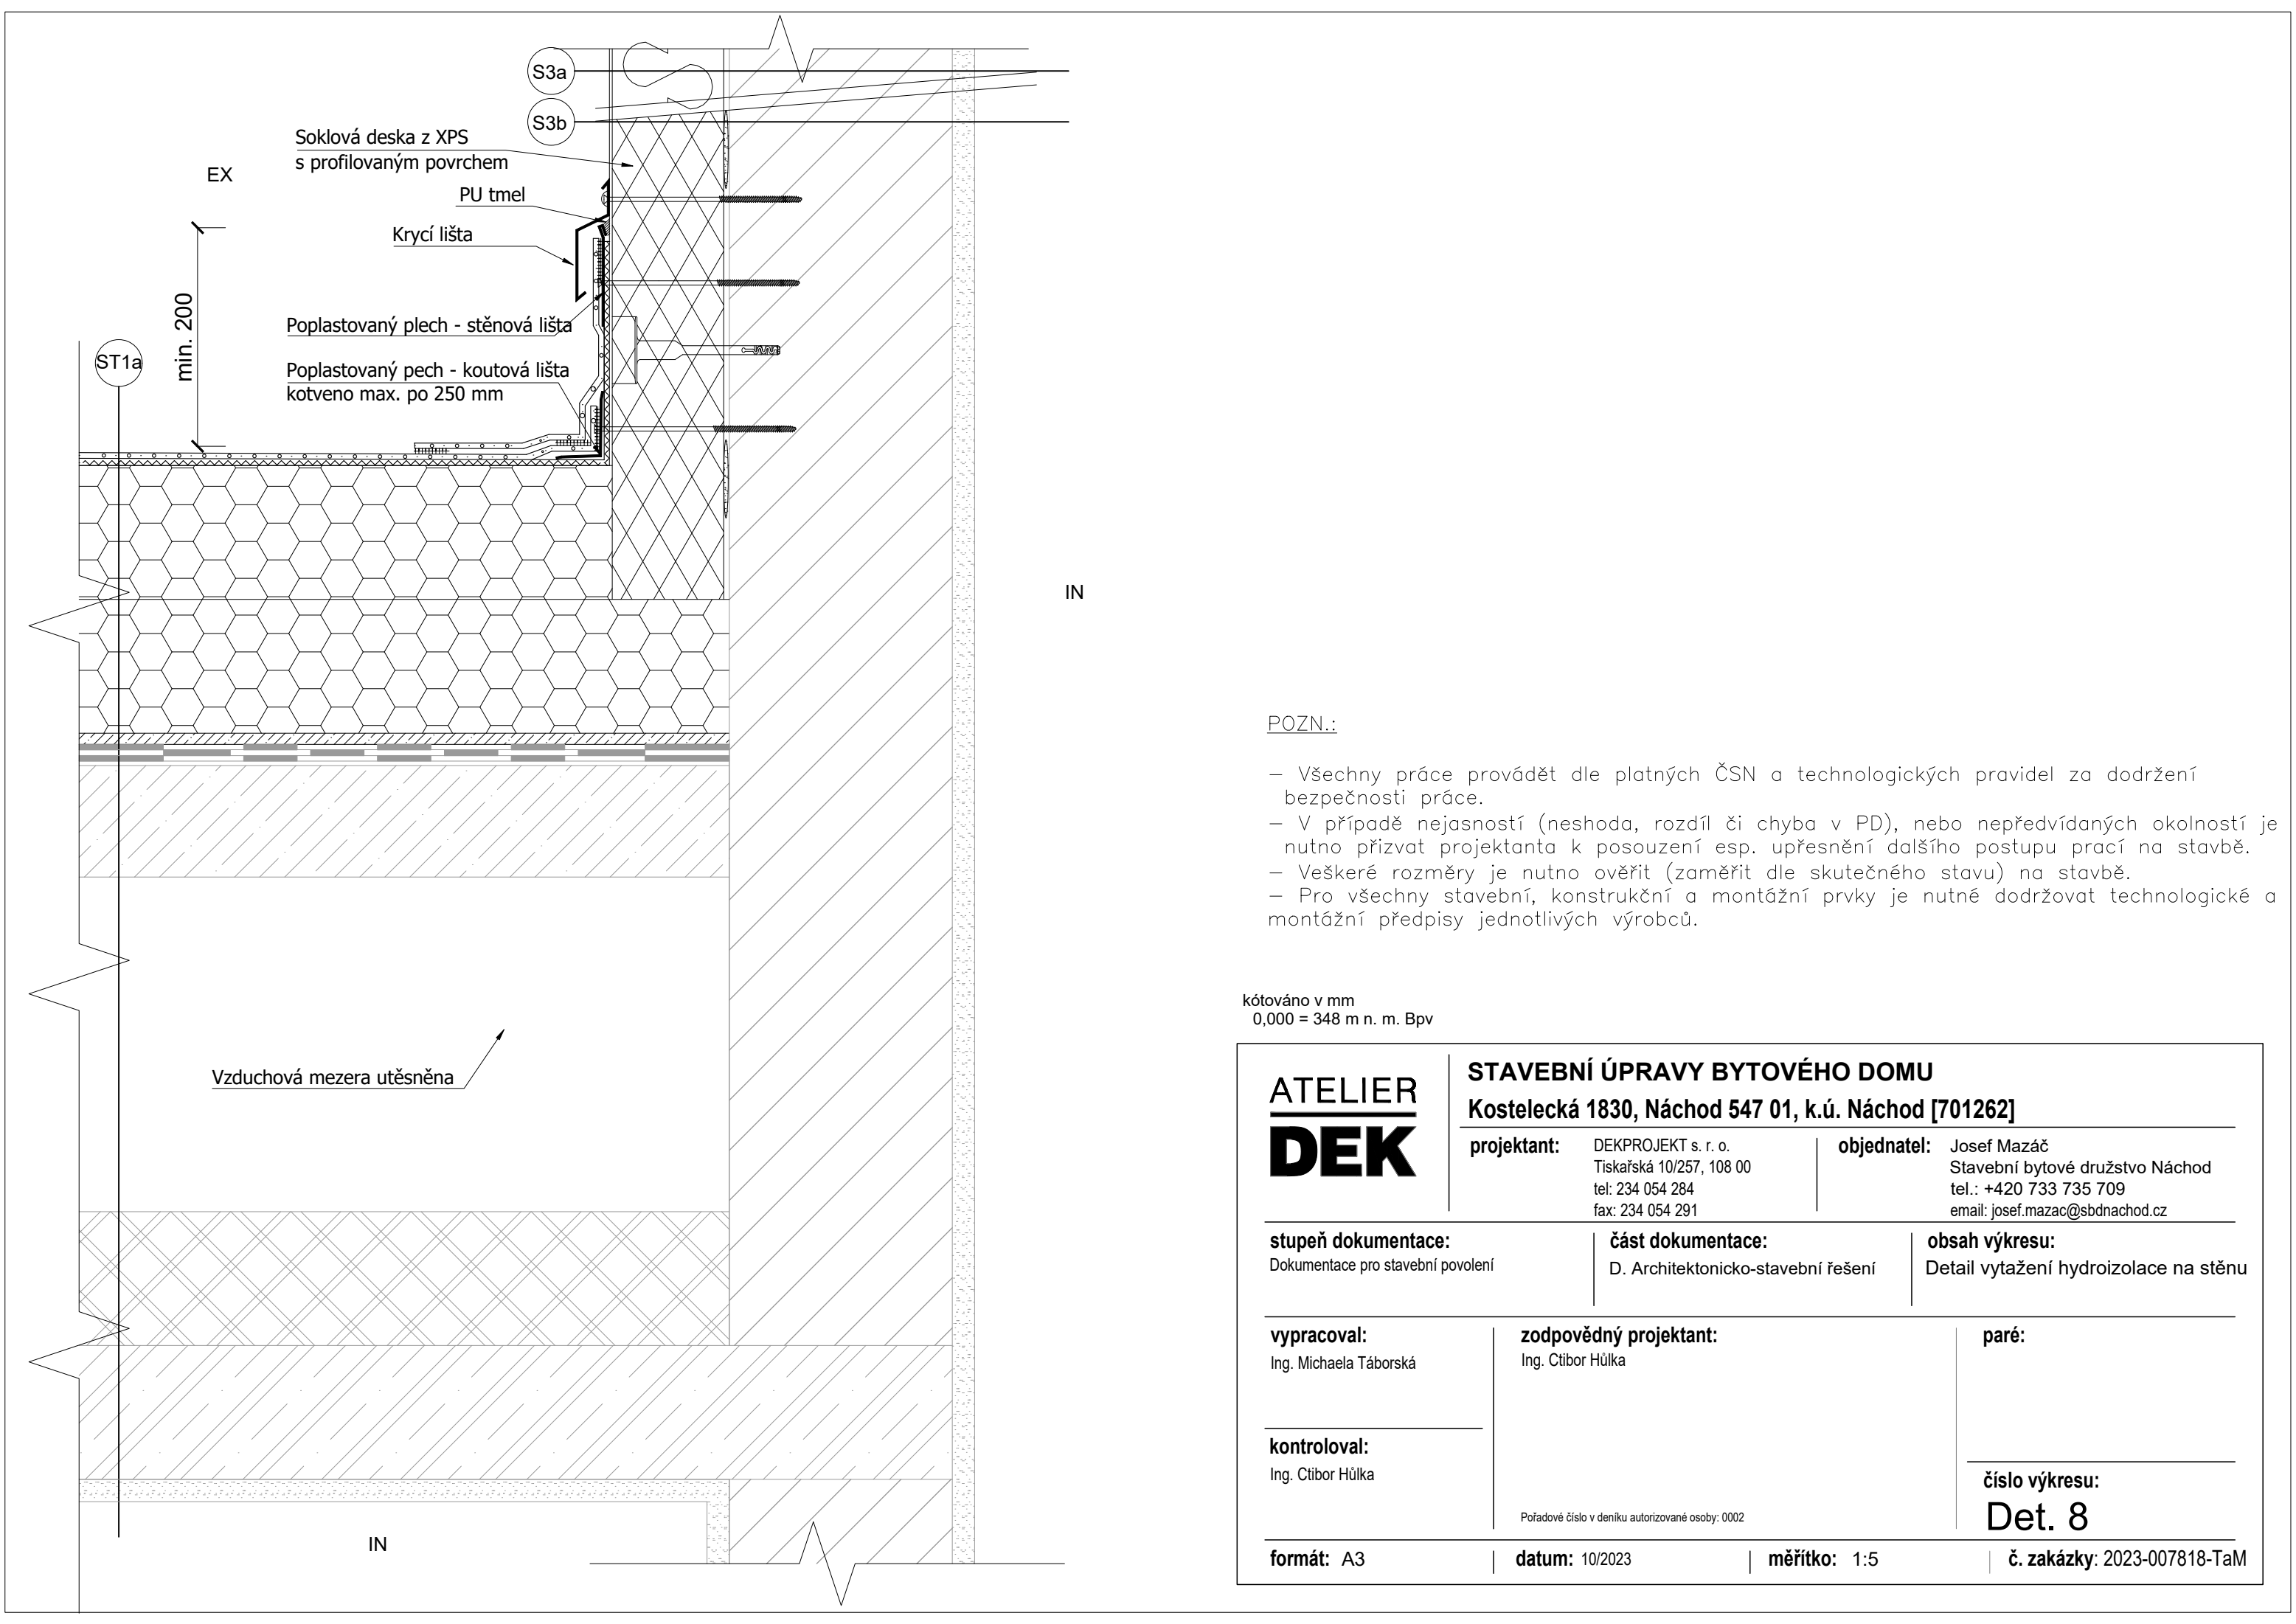 S3a
S3b
Soklová deska z XPS
s profilovaným povrchem
EX
PU tmel
Krycí lišta
min. 200
Poplastovaný plech - stěnová lišta
ST1a
Poplastovaný pech - koutová lišta
kotveno max. po 250 mm
IN
Vzduchová mezera utěsněna
IN
POZN.:
– Všechny práce provádět dle platných ČSN a technologických pravidel za dodržení
bezpečnosti práce.
– V případě nejasností (neshoda, rozdíl či chyba v PD), nebo nepředvídaných okolností je
nutno přizvat projektanta k posouzení esp. upřesnění dalšího postupu prací na stavbě.
– Veškeré rozměry je nutno ověřit (zaměřit dle skutečného stavu) na stavbě.
– Pro všechny stavební, konstrukční a montážní prvky je nutné dodržovat technologické a
montážní předpisy jednotlivých výrobců.
kótováno v mm
0,000 = 348 m n. m. Bpv
ATELIER
DEK
STAVEBNÍ ÚPRAVY BYTOVÉHO DOMU
Kostelecká 1830, Náchod 547 01, k.ú. Náchod [701262]
projektant:
DEKPROJEKT s. r. o.
Tiskařská 10/257, 108 00
tel: 234 054 284
fax: 234 054 291
objednatel:
Josef Mazáč
Stavební bytové družstvo Náchod
tel.: +420 733 735 709
email: josef.mazac@sbdnachod.cz
stupeň dokumentace:
Dokumentace pro stavební povolení
část dokumentace:
D. Architektonicko-stavební řešení
obsah výkresu:
Detail vytažení hydroizolace na stěnu
vypracoval:
Ing. Michaela Táborská
zodpovědný projektant:
Ing. Ctibor Hůlka
paré:
kontroloval:
Ing. Ctibor Hůlka
Pořadové číslo v deníku autorizované osoby: 0002
číslo výkresu:
Det. 8
formát: A3
datum: 10/2023
měřítko: 1:5
č. zakázky: 2023-007818-TaM